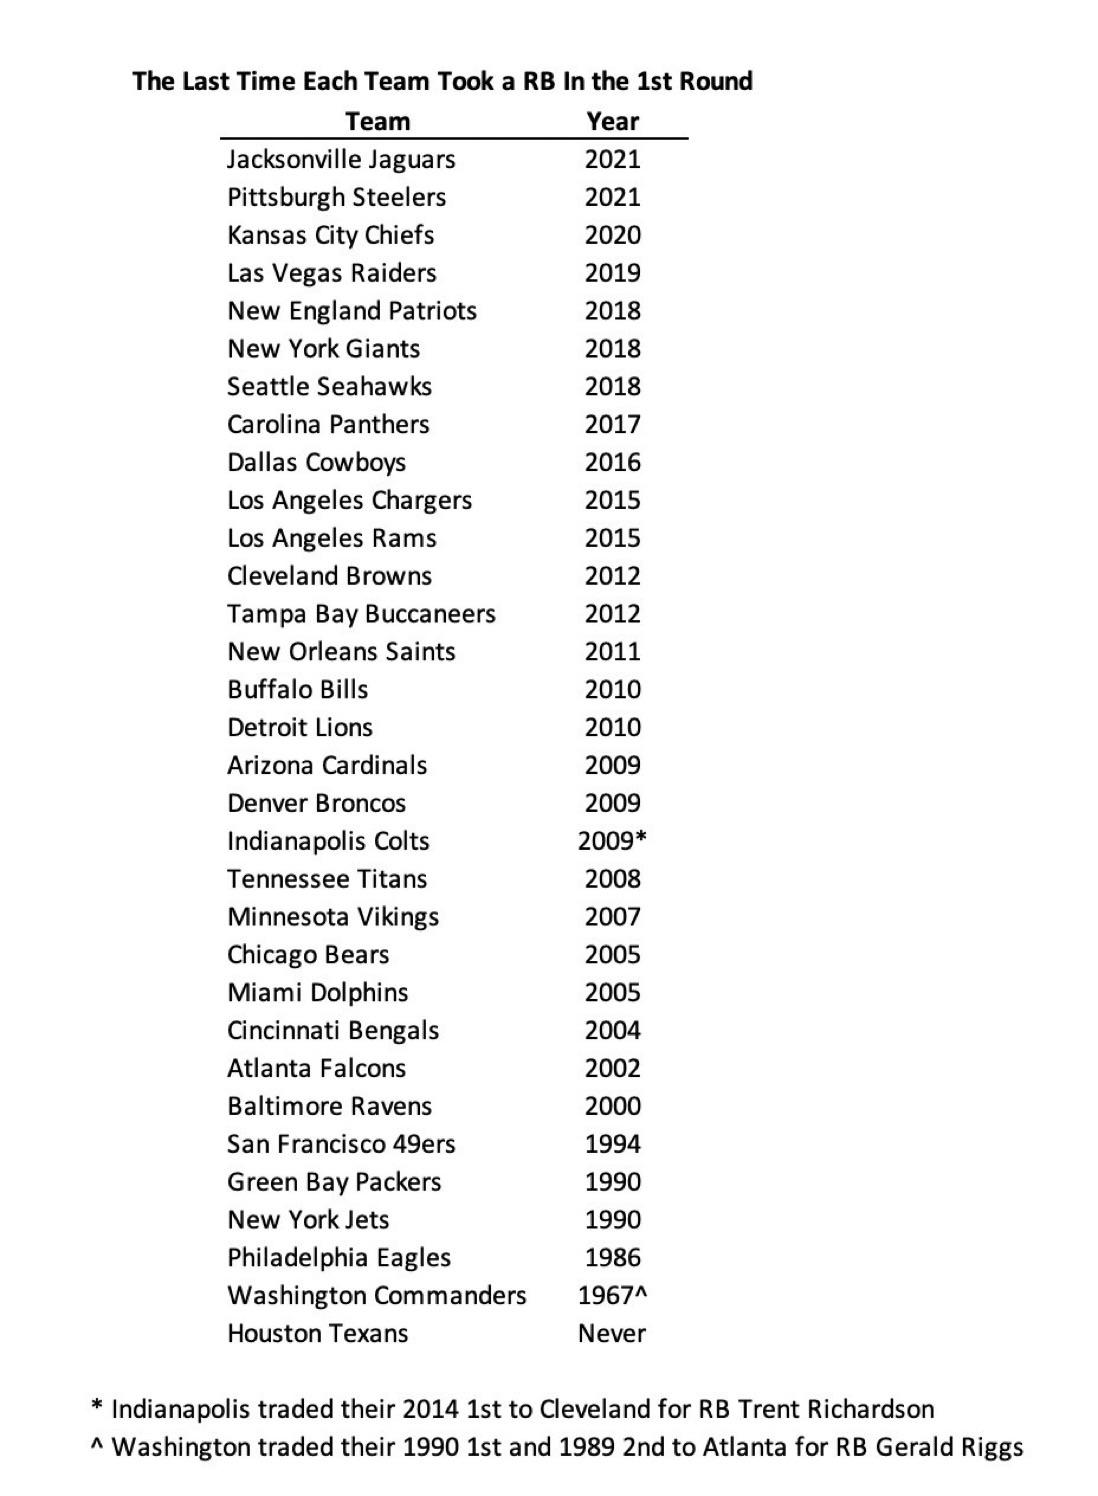 The Last Time Each Team Took a RB In the 1st Round
Team Year
Jacksonville Jaguars 2021
Pittsburgh Steelers 2021
Kansas City Chiefs 2020
Las Vegas Raiders 2019
New England Patriots 2018
New York Giants 2018
Seattle Seahawks 2018
Carolina Panthers 2017
Dallas Cowboys 2016
Los Angeles Chargers 2015
Los Angeles Rams 2015
Cleveland Browns 2012
Tampa Bay Buccaneers 2012
New Orleans Saints 2011
Buffalo Bills 2010
Detroit Lions 2010
Arizona Cardinals 2009
Denver Broncos 2009
Indianapolis Colts 2009*
Tennessee Titans 2008
Minnesota Vikings 2007
Chicago Bears 2005
Miami Dolphins 2005
Cincinnati Bengals 2004
Atlanta Falcons 2002
Baltimore Ravens 2000
San Francisco 49ers 1994
Green Bay Packers 1990
New York Jets 1990
Philadelphia Eagles 1986
Washington Commanders 1967^
Houston Texans Never
* Indianapolis traded their 2014 1st to Cleveland for RB Trent Richardson
^ Washington traded their 1990 1st and 1989 2nd to Atlanta for RB Gerald Riggs